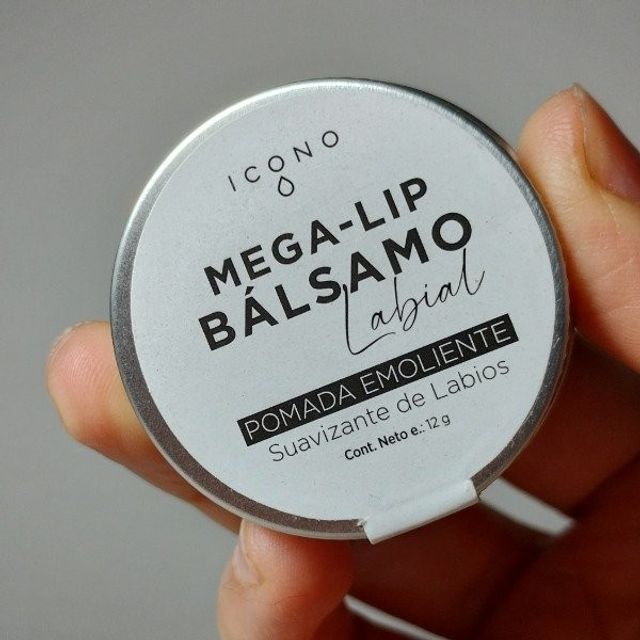 ICONO
MEGA-LIP
BÁLSAMO
Labial
POMADA EMOLIENTE
Suavizante de Labios
Cont. Neto e.: 12 g